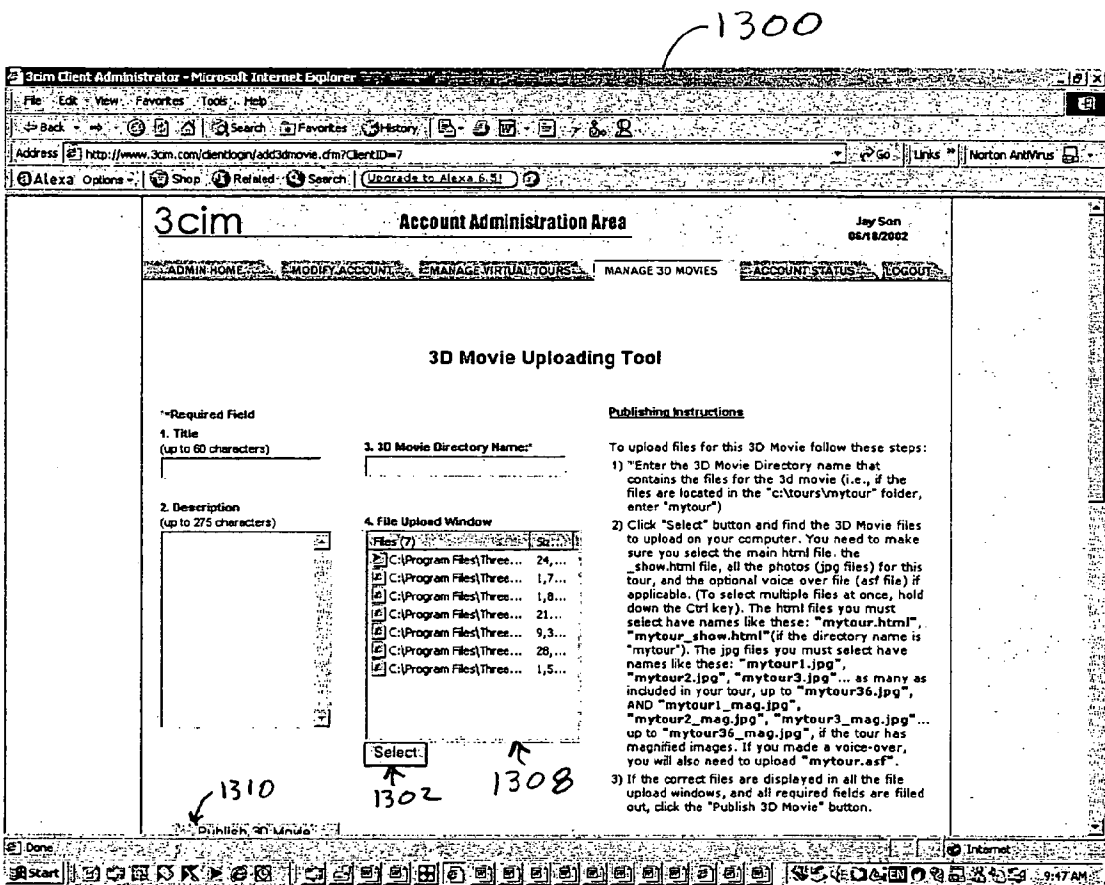 1300
3cim Client Administrator - Microsoft Internet Explorer
File Edit View Favorites Tools Help
Back Search Favorites History
Address http://www.3cim.com/clientlogin/add3dmovie.cfm?ClientID=7 Go Links » Norton AntiVirus
Alexa Options Shop Related Search Upgrade to Alexa 6.5!
3cim Account Administration Area Jay Son
06/18/2002
ADMIN HOME MODIFY ACCOUNT MANAGE VIRTUAL TOURS MANAGE 3D MOVIES ACCOUNT STATUS LOGOUT
3D Movie Uploading Tool
*=Required Field
1. Title
(up to 60 characters)
2. Description
(up to 275 characters)
3. 3D Movie Directory Name:*
4. File Upload Window
Files (7) Siz...
C:\Program Files\Three... 24,...
C:\Program Files\Three... 1,7...
C:\Program Files\Three... 1,8...
C:\Program Files\Three... 21...
C:\Program Files\Three... 9,3...
C:\Program Files\Three... 28,...
C:\Program Files\Three... 1,5...
Select
1302
1308
1310
Publish 3D Movie
Publishing Instructions
To upload files for this 3D Movie follow these steps:
1) *Enter the 3D Movie Directory name that
contains the files for the 3d movie (i.e., if the
files are located in the "c:\tours\mytour" folder,
enter "mytour")
2) Click "Select" button and find the 3D Movie files
to upload on your computer. You need to make
sure you select the main html file. the
_show.html file, all the photos (jpg files) for this
tour, and the optional voice over file (asf file) if
applicable. (To select multiple files at once, hold
down the Ctrl key). The html files you must
select have names like these: "mytour.html",
"mytour_show.html"(if the directory name is
"mytour"). The jpg files you must select have
names like these: "mytour1.jpg",
"mytour2.jpg", "mytour3.jpg"... as many as
included in your tour, up to "mytour36.jpg",
AND "mytour1_mag.jpg",
"mytour2_mag.jpg", "mytour3_mag.jpg"...
up to "mytour36_mag.jpg", if the tour has
magnified images. If you made a voice-over,
you will also need to upload "mytour.asf".
3) If the correct files are displayed in all the file
upload windows, and all required fields are filled
out, click the "Publish 3D Movie" button.
Done Internet
Start EN 9:47 AM